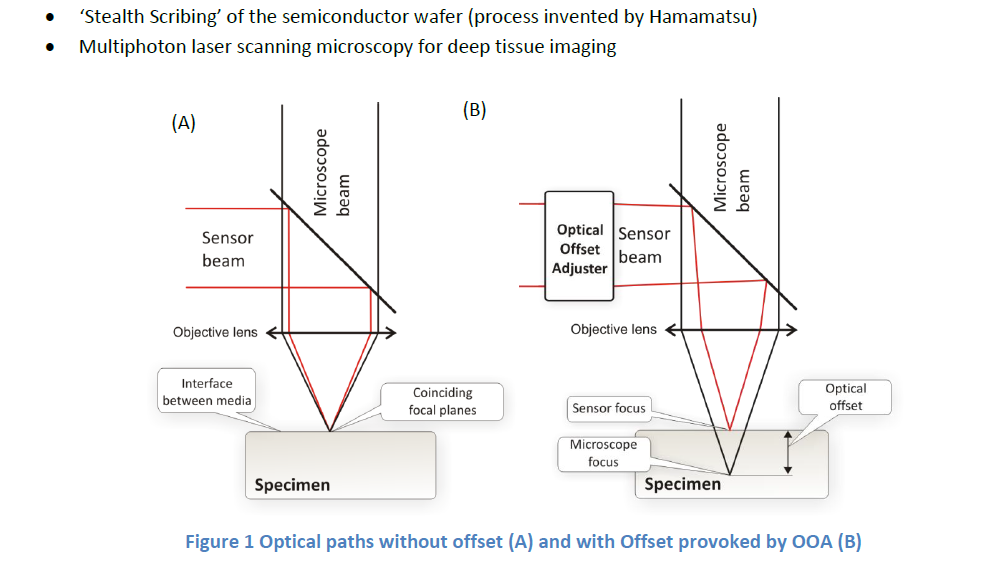 • ‘Stealth Scribing’ of the semiconductor wafer (process invented by Hamamatsu)
• Multiphoton laser scanning microscopy for deep tissue imaging
(A)
Microscope
beam
Sensor
beam
Objective lens
Interface
between media
Coinciding
focal planes
Specimen
(B)
Microscope
beam
Optical
Offset
Adjuster
Sensor
beam
Objective lens
Sensor focus
Optical
offset
Microscope
focus
Specimen
Figure 1 Optical paths without offset (A) and with Offset provoked by OOA (B)